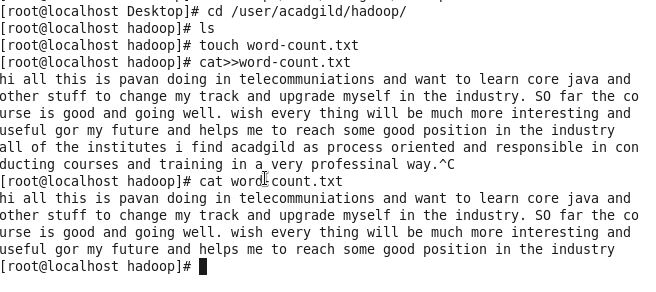 [root@localhost Desktop]# cd /user/acadgild/hadoop/
[root@localhost hadoop]# ls
[root@localhost hadoop]# touch word-count.txt
[root@localhost hadoop]# cat>>word-count.txt
hi all this is pavan doing in telecommuniations and want to learn core java and
other stuff to change my track and upgrade myself in the industry. SO far the co
urse is good and going well. wish every thing will be much more interesting and
useful gor my future and helps me to reach some good position in the industry
all of the institutes i find acadgild as process oriented and responsible in con
ducting courses and training in a very professinal way.^C
[root@localhost hadoop]# cat word-count.txt
hi all this is pavan doing in telecommuniations and want to learn core java and
other stuff to change my track and upgrade myself in the industry. SO far the co
urse is good and going well. wish every thing will be much more interesting and
useful gor my future and helps me to reach some good position in the industry
[root@localhost hadoop]#